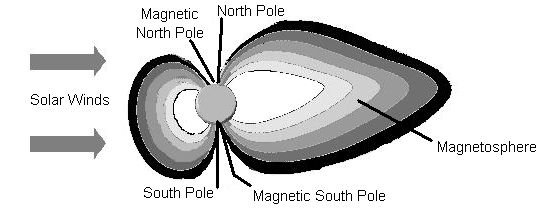 Magnetic
North Pole
North Pole
Solar Winds
Magnetosphere
South Pole
Magnetic South Pole